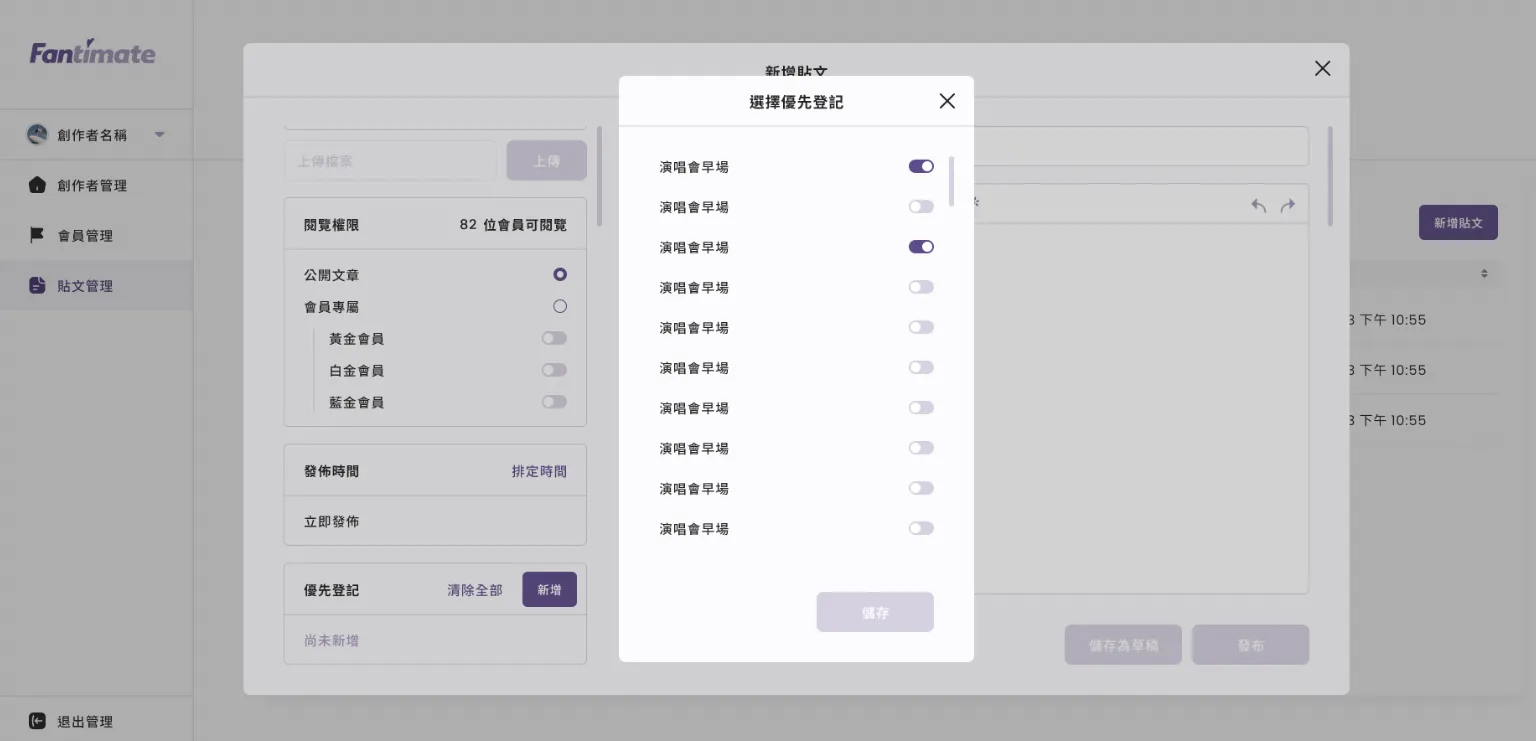 Fantimate
創作者名稱
創作者管理
會員管理
貼文管理
退出管理
新增貼文
上傳檔案
上傳
閱覽權限
82 位會員可閱覽
公開文章
會員專屬
黃金會員
白金會員
藍金會員
發佈時間
排定時間
立即發佈
優先登記
清除全部
新增
尚未新增
選擇優先登記
演唱會早場
演唱會早場
演唱會早場
演唱會早場
演唱會早場
演唱會早場
演唱會早場
演唱會早場
演唱會早場
演唱會早場
儲存
儲存為草稿
發布
新增貼文
下午 10:55
下午 10:55
下午 10:55